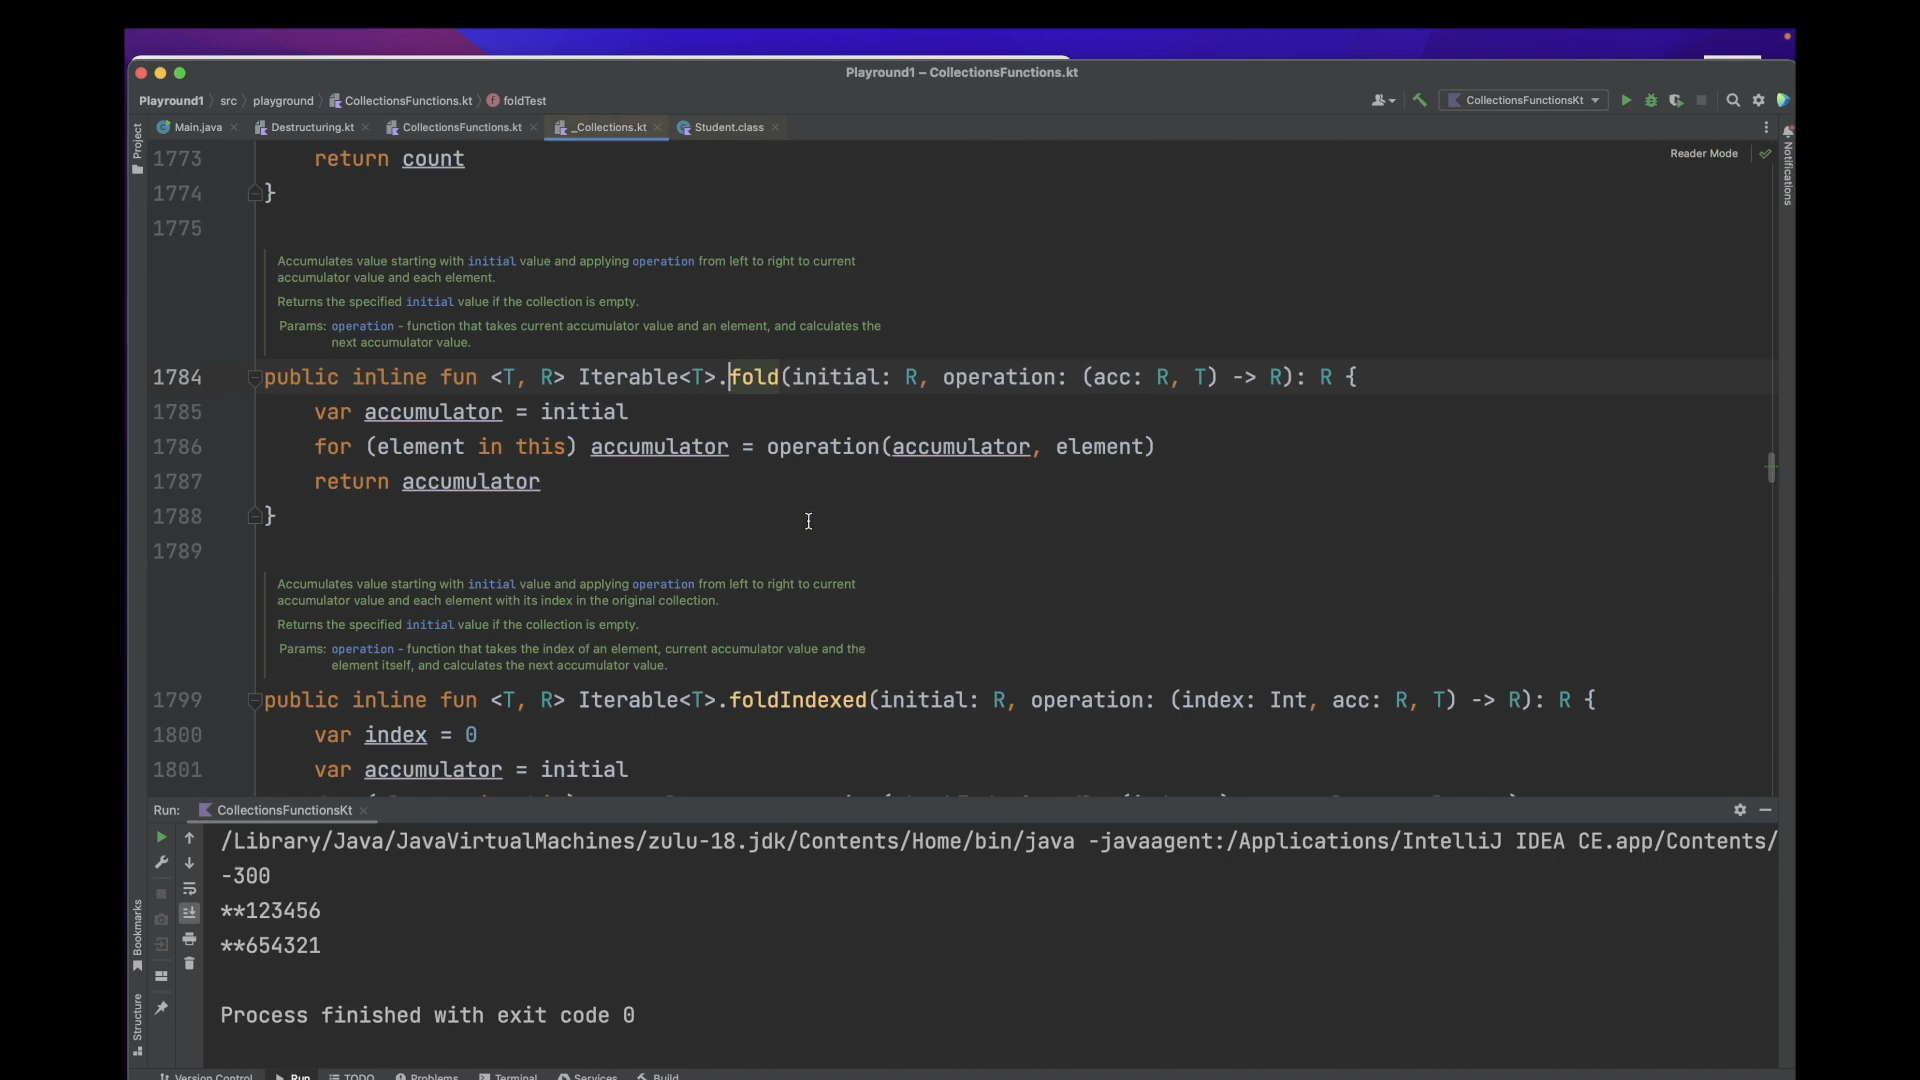 Playround1 – CollectionsFunctions.kt
Playround1 src playground CollectionsFunctions.kt foldTest
CollectionsFunctionsKt
Main.java Destructuring.kt CollectionsFunctions.kt _Collections.kt Student.class
Project
Notifications
Reader Mode
1773 return count
1774 }
1775
Accumulates value starting with initial value and applying operation from left to right to current
accumulator value and each element.
Returns the specified initial value if the collection is empty.
Params: operation - function that takes current accumulator value and an element, and calculates the
next accumulator value.
1784 public inline fun <T, R> Iterable<T>.fold(initial: R, operation: (acc: R, T) -> R): R {
1785 var accumulator = initial
1786 for (element in this) accumulator = operation(accumulator, element)
1787 return accumulator
1788 }
1789
Accumulates value starting with initial value and applying operation from left to right to current
accumulator value and each element with its index in the original collection.
Returns the specified initial value if the collection is empty.
Params: operation - function that takes the index of an element, current accumulator value and the
element itself, and calculates the next accumulator value.
1799 public inline fun <T, R> Iterable<T>.foldIndexed(initial: R, operation: (index: Int, acc: R, T) -> R): R {
1800 var index = 0
1801 var accumulator = initial
Run: CollectionsFunctionsKt
/Library/Java/JavaVirtualMachines/zulu-18.jdk/Contents/Home/bin/java -javaagent:/Applications/IntelliJ IDEA CE.app/Contents/
-300
**123456
**654321
Process finished with exit code 0
Bookmarks
Structure
Version Control Run TODO Problems Terminal Services Build